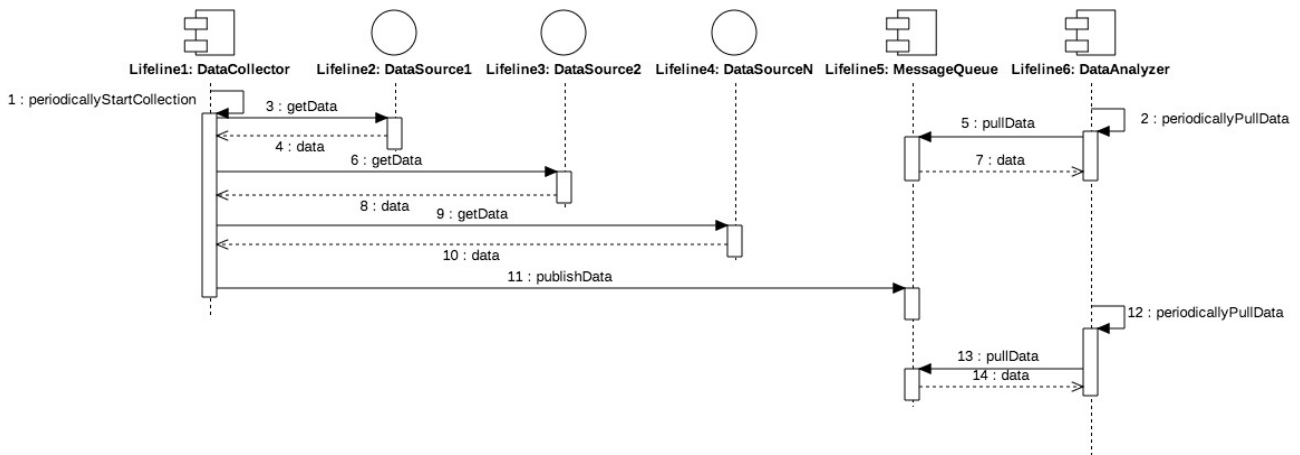 Lifeline1: DataCollector
Lifeline2: DataSource1
Lifeline3: DataSource2
Lifeline4: DataSourceN
Lifeline5: MessageQueue
Lifeline6: DataAnalyzer
1 : periodicallyStartCollection
3 : getData
2 : periodicallyPullData
5 : pullData
4 : data
6 : getData
7 : data
8 : data
9 : getData
10 : data
11 : publishData
12 : periodicallyPullData
13 : pullData
14 : data